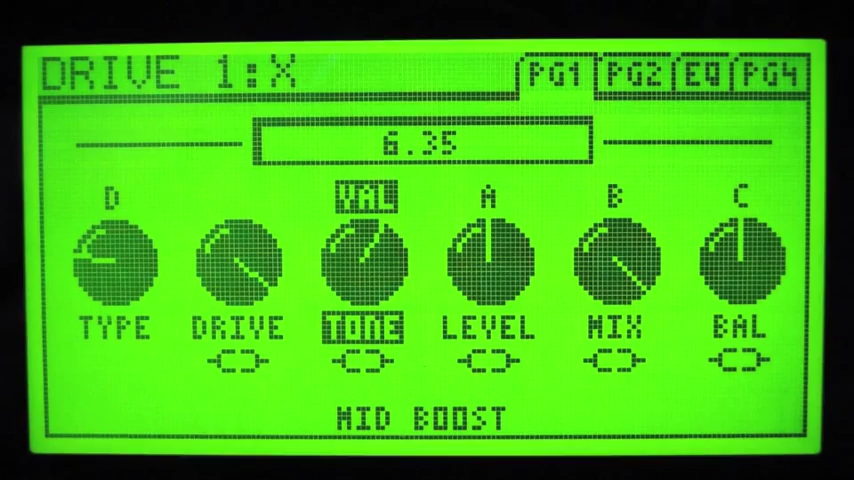 DRIVE 1:X PG1 PG2 EQ PG4
6.35
D VAL A B C
TYPE DRIVE TONE LEVEL MIX BAL
MID BOOST